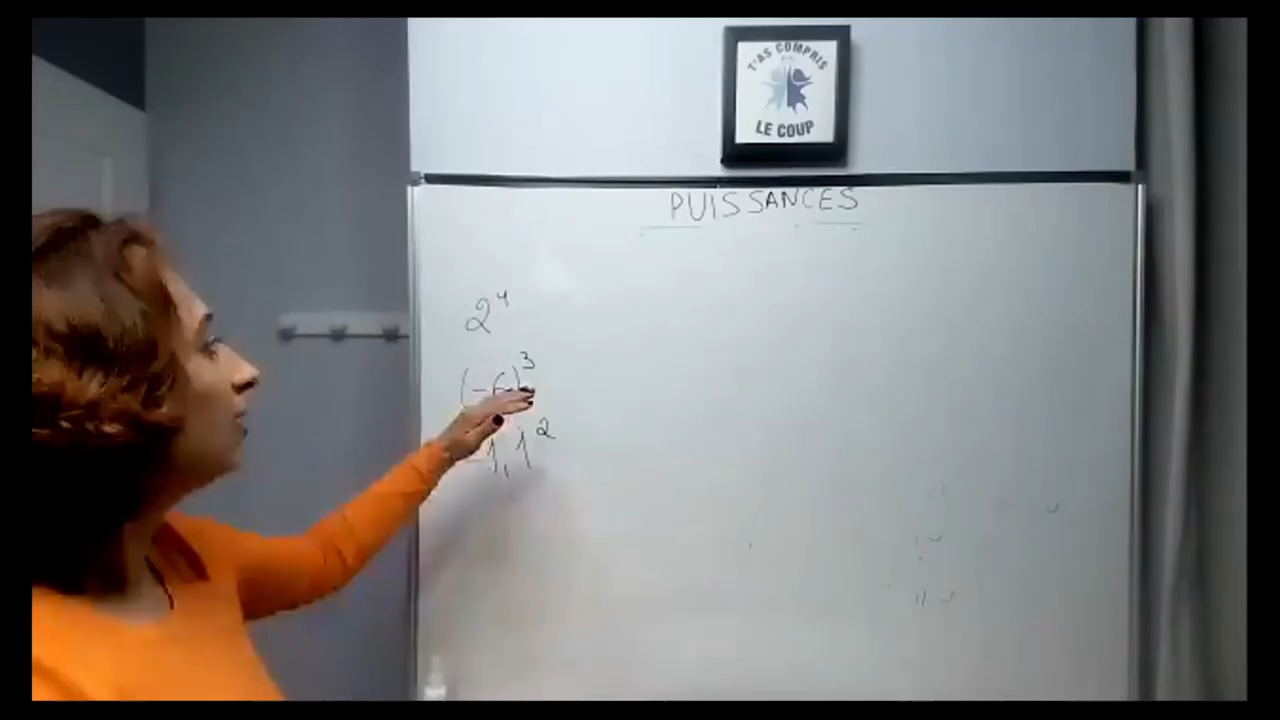 T'AS COMPRIS
LE COUP
PUISSANCES
2⁴
(-6)³
-1,1²